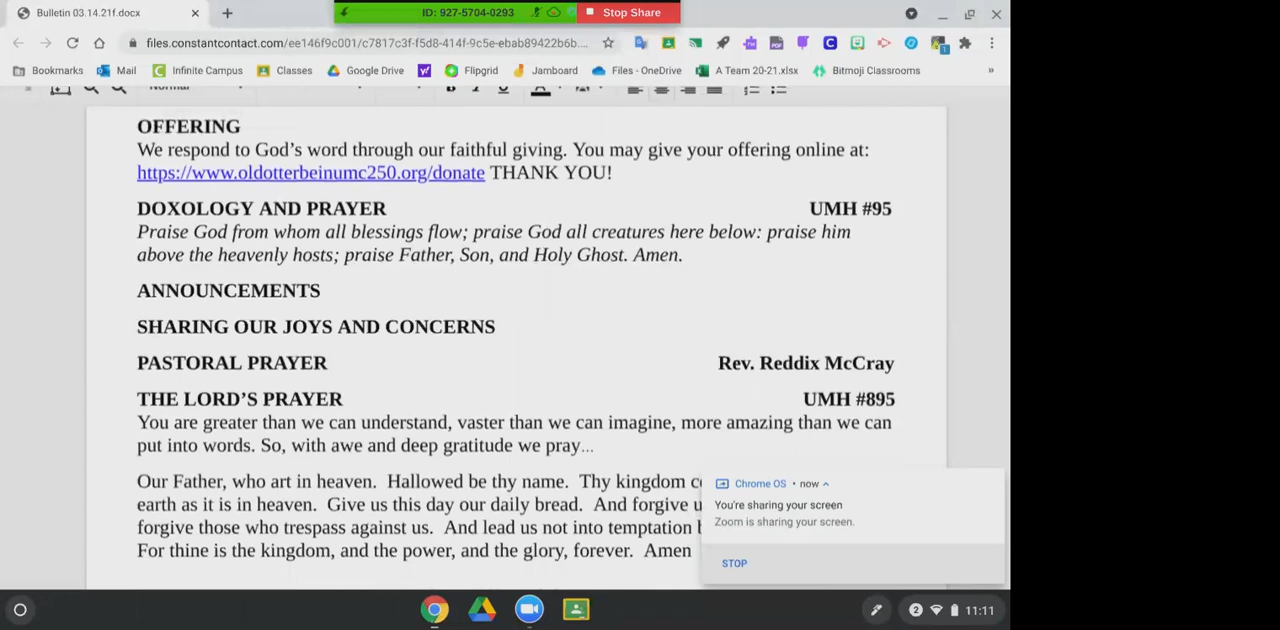 Bulletin 03.14.21f.docx
ID: 927-5704-0293
Stop Share
files.constantcontact.com/ee146f9c001/c7817c3f-f5d8-414f-9c5e-ebab89422b6b...
Bookmarks Mail Infinite Campus Classes Google Drive Flipgrid Jamboard Files - OneDrive A Team 20-21.xlsx Bitmoji Classrooms »
Normal
OFFERING
We respond to God’s word through our faithful giving. You may give your offering online at:
https://www.oldotterbeinumc250.org/donate THANK YOU!
DOXOLOGY AND PRAYER UMH #95
Praise God from whom all blessings flow; praise God all creatures here below: praise him
above the heavenly hosts; praise Father, Son, and Holy Ghost. Amen.
ANNOUNCEMENTS
SHARING OUR JOYS AND CONCERNS
PASTORAL PRAYER Rev. Reddix McCray
THE LORD’S PRAYER UMH #895
You are greater than we can understand, vaster than we can imagine, more amazing than we can
put into words. So, with awe and deep gratitude we pray...
Our Father, who art in heaven. Hallowed be thy name. Thy kingdom
earth as it is in heaven. Give us this day our daily bread. And forgive
forgive those who trespass against us. And lead us not into temptation
For thine is the kingdom, and the power, and the glory, forever. Amen
Chrome OS • now
You're sharing your screen
Zoom is sharing your screen.
STOP
2 11:11